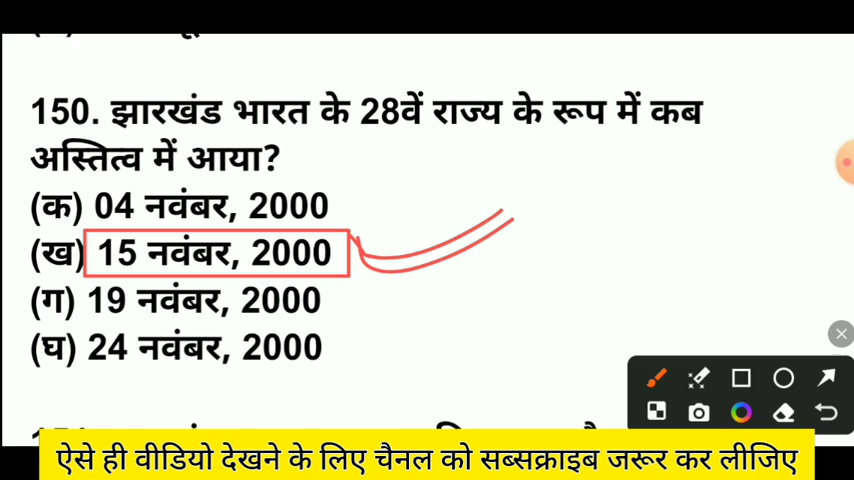 150. झारखंड भारत के 28वें राज्य के रूप में कब
अस्तित्व में आया?
(क) 04 नवंबर, 2000
(ख) 15 नवंबर, 2000
(ग) 19 नवंबर, 2000
(घ) 24 नवंबर, 2000
ऐसे ही वीडियो देखने के लिए चैनल को सब्सक्राइब जरूर कर लीजिए